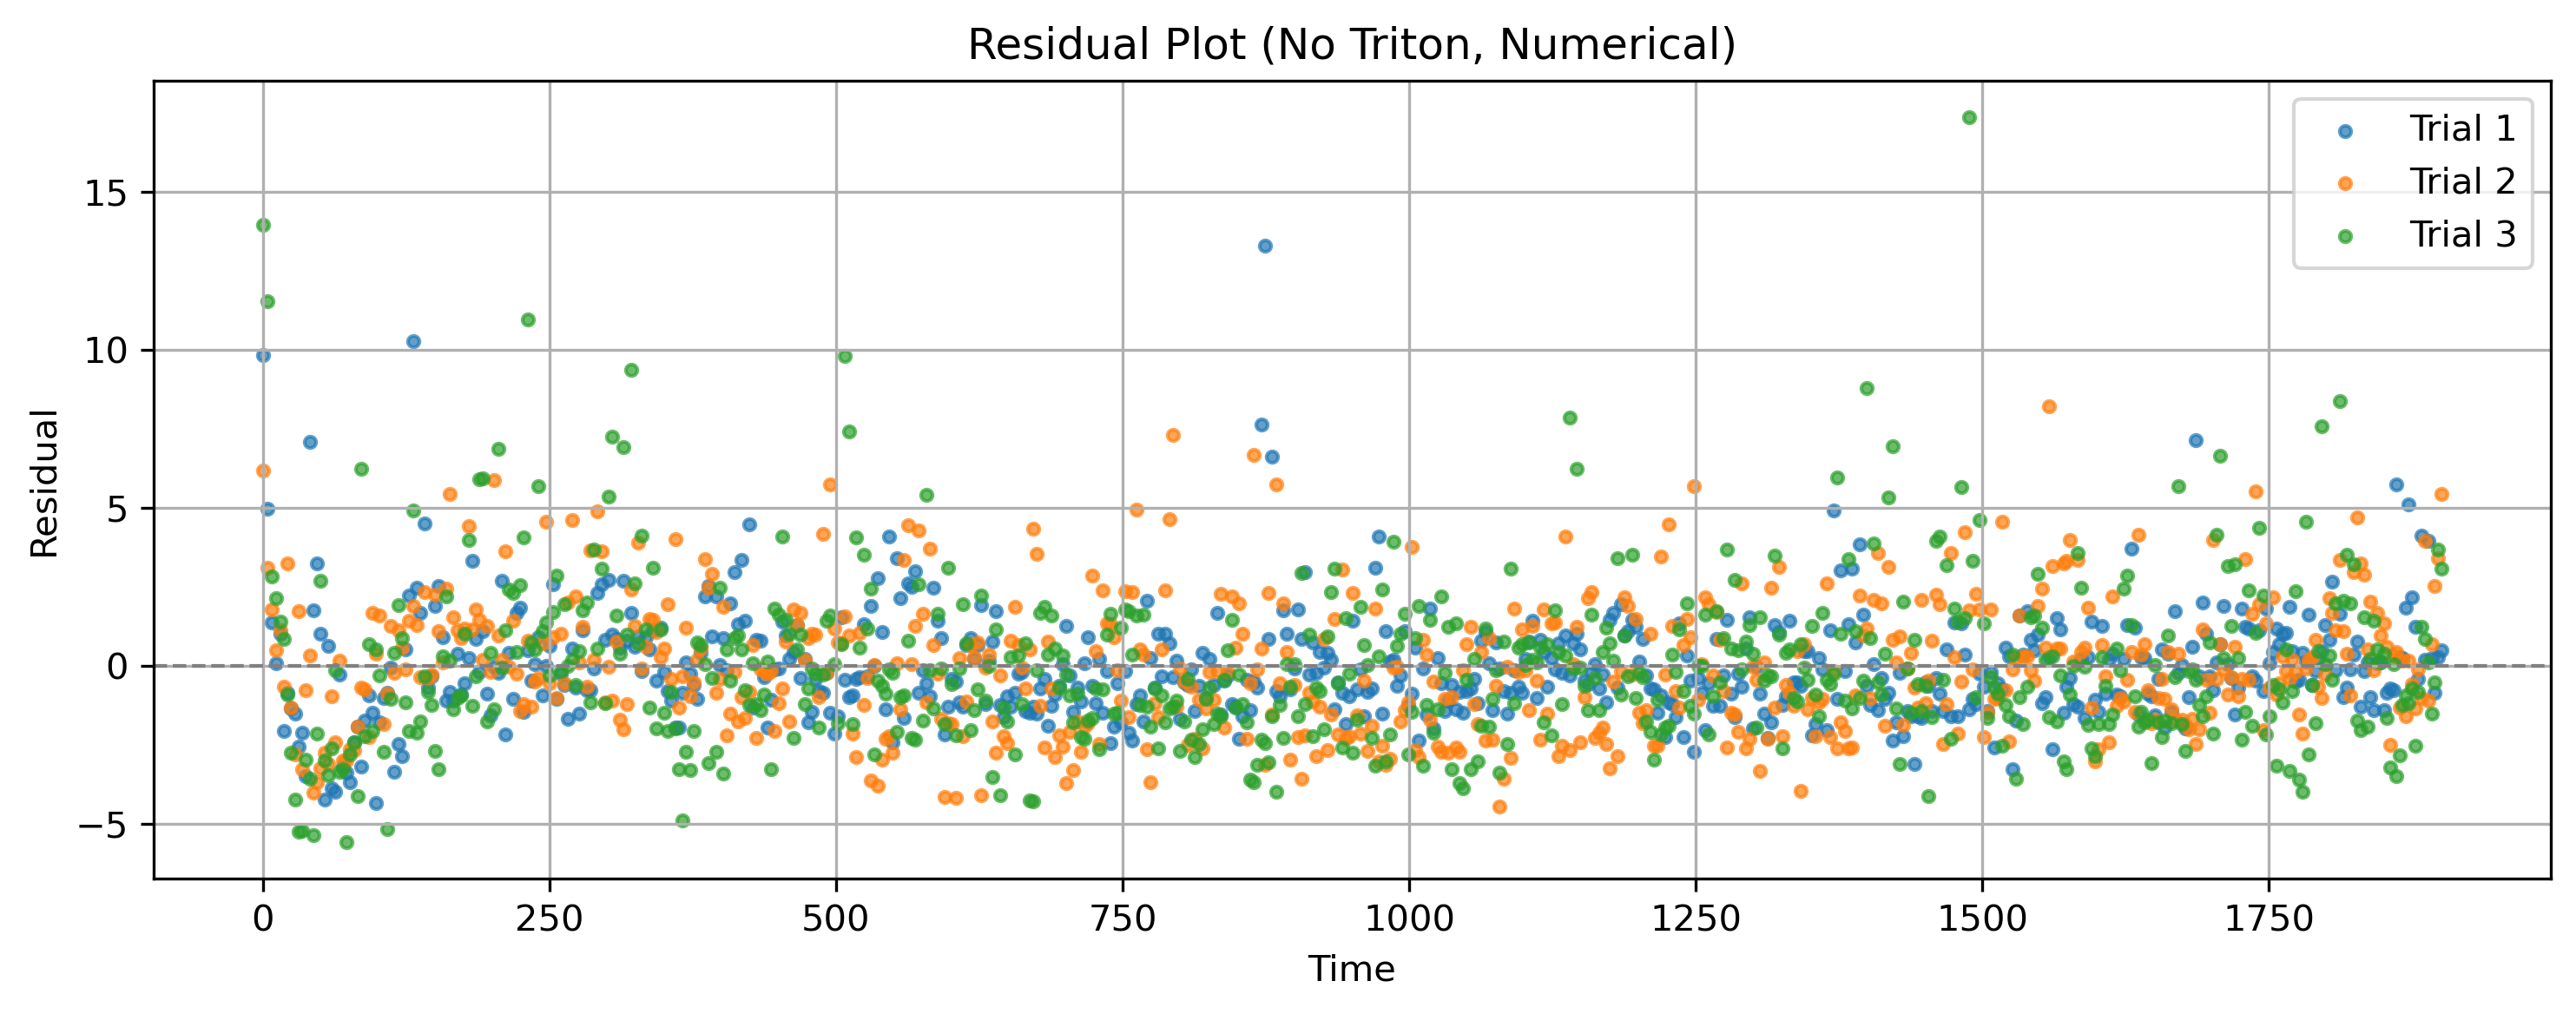 Residual Plot (No Triton, Numerical)
Trial 1
Trial 2
Trial 3
15
10
5
0
−5
Residual
0 250 500 750 1000 1250 1500 1750
Time